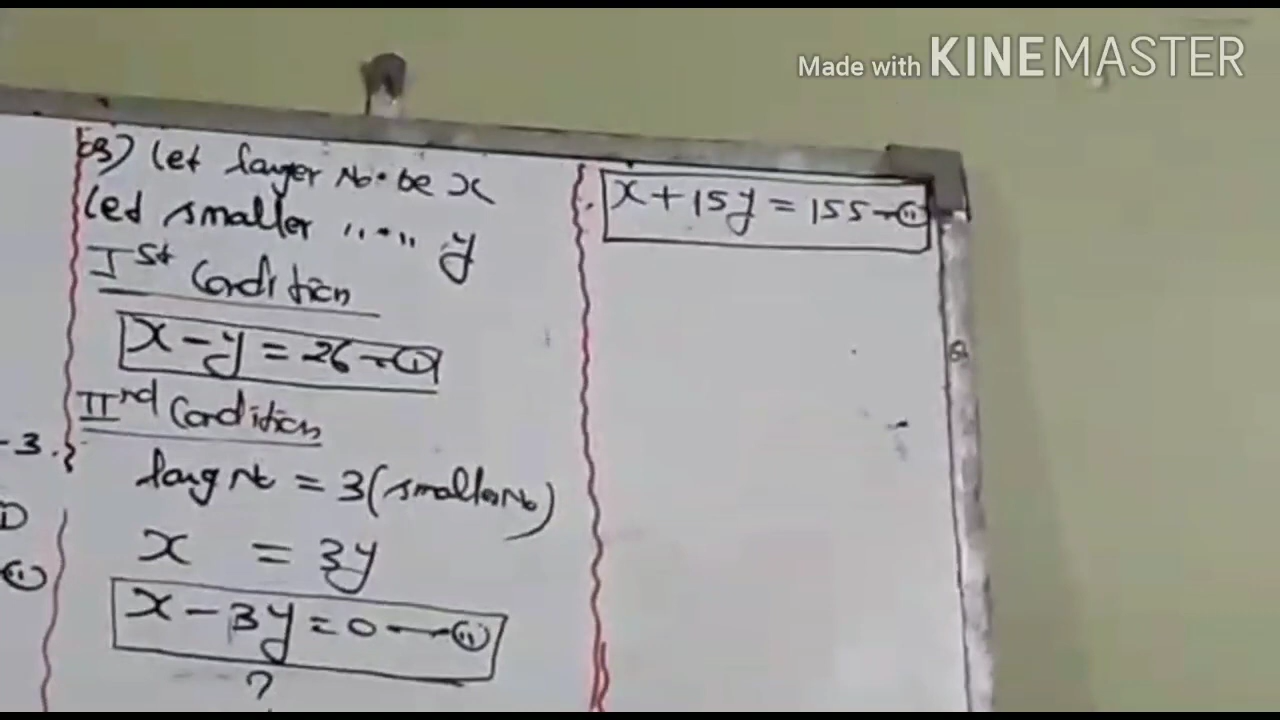 Made with KINEMASTER
Q3) Let larger No. be x
Let smaller " . " y
Ist Condition
x - y = 26 — (i)
IInd Condition
larg No = 3 (smaller No)
x = 3y
x - 3y = 0 — (ii)
?
x + 15y = 155 — (ii)
- 3.